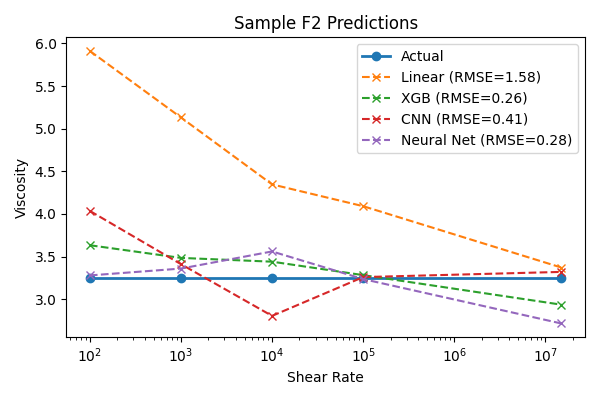 Sample F2 Predictions
Viscosity
6.0
5.5
5.0
4.5
4.0
3.5
3.0
Actual
Linear (RMSE=1.58)
XGB (RMSE=0.26)
CNN (RMSE=0.41)
Neural Net (RMSE=0.28)
10² 10³ 10⁴ 10⁵ 10⁶ 10⁷
Shear Rate